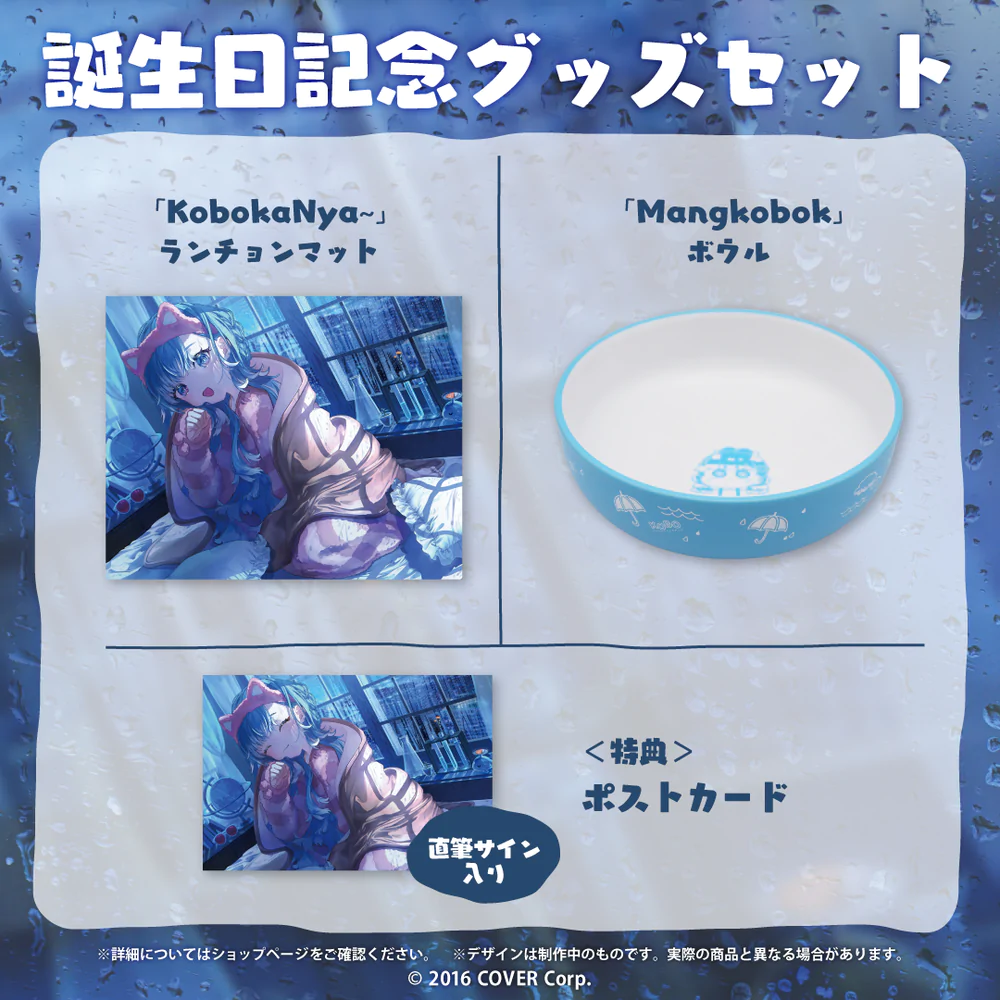 誕生日記念グッズセット
「KobokaNya~」
ランチョンマット
「Mangkobok」
ボウル
KOBO
＜特典＞
ポストカード
直筆サイン
入り
※詳細についてはショップページをご確認ください。 ※デザインは制作中のものです。実際の商品と異なる場合があります。
© 2016 COVER Corp.